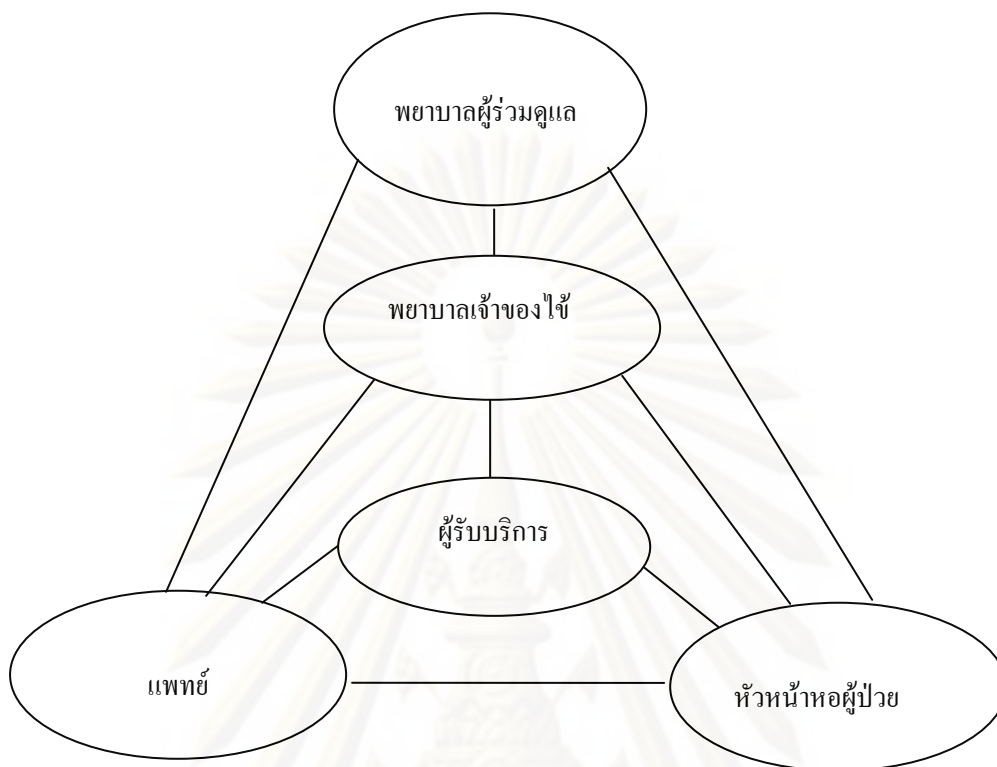 พยาบาลผู้ร่วมดูแล
พยาบาลเจ้าของไข้
ผู้รับบริการ
แพทย์
หัวหน้าหอผู้ป่วย